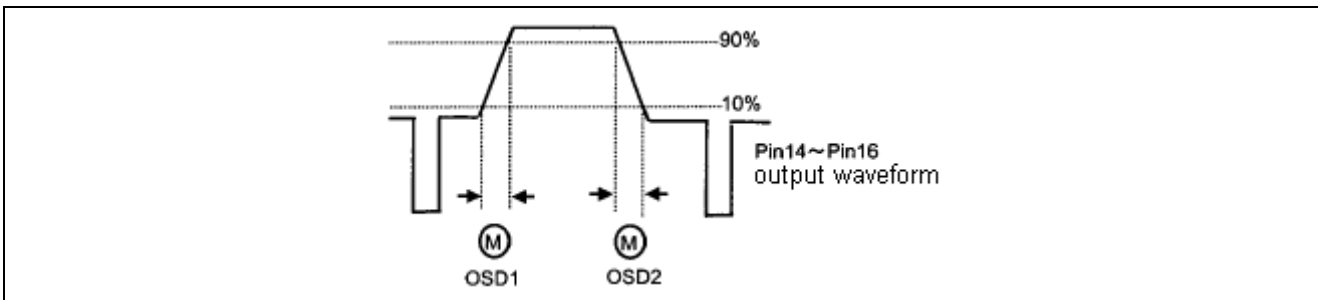 90%
10%
Pin14～Pin16
output waveform
M M
OSD1 OSD2